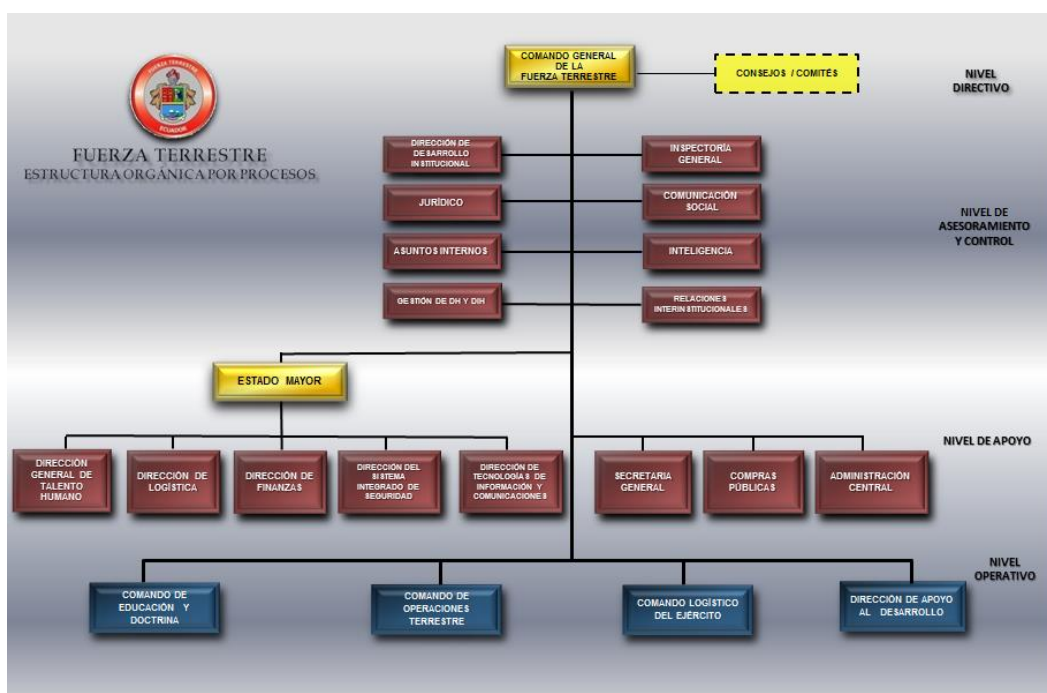 COMANDO GENERAL
DE LA
FUERZA TERRESTRE
CONSEJOS / COMITÉS
NIVEL
DIRECTIVO
FUERZA TERRESTRE
ECUADOR
FUERZA TERRESTRE
ESTRUCTURA ORGÁNICA POR PROCESOS
DIRECCIÓN DE
DESARROLLO
INSTITUCIONAL
INSPECTORÍA
GENERAL
JURÍDICO
COMUNICACIÓN
SOCIAL
NIVEL DE
ASESORAMIENTO
Y CONTROL
ASUNTOS INTERNOS
INTELIGENCIA
GESTIÓN DE DH Y DIH
RELACIONES
INTERINSTITUCIONALES
ESTADO MAYOR
NIVEL DE APOYO
DIRECCIÓN
GENERAL DE
TALENTO
HUMANO
DIRECCIÓN DE
LOGÍSTICA
DIRECCIÓN DE
FINANZAS
DIRECCIÓN DEL
SISTEMA
INTEGRADO DE
SEGURIDAD
DIRECCIÓN DE
TECNOLOGÍAS DE
INFORMACIÓN Y
COMUNICACIONES
SECRETARIA
GENERAL
COMPRAS
PÚBLICAS
ADMINISTRACIÓN
CENTRAL
NIVEL
OPERATIVO
COMANDO DE
EDUCACIÓN Y
DOCTRINA
COMANDO DE
OPERACIONES
TERRESTRE
COMANDO LOGÍSTICO
DEL EJÉRCITO
DIRECCIÓN DE APOYO
AL DESARROLLO